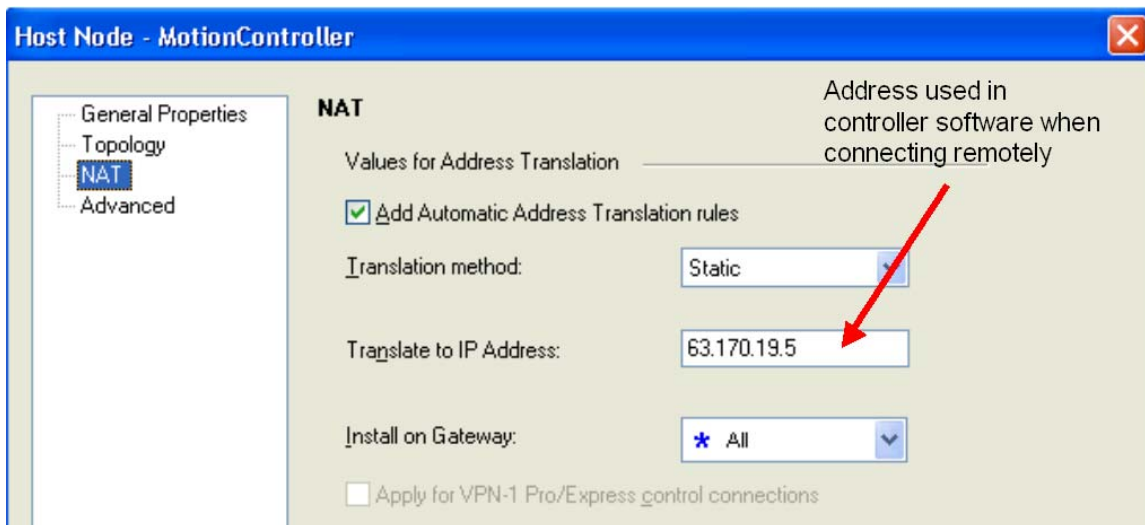 Host Node - MotionController
General Properties
Topology
NAT
Advanced
NAT
Address used in
controller software when
connecting remotely
Values for Address Translation
Add Automatic Address Translation rules
Translation method:
Static
Translate to IP Address:
63.170.19.5
Install on Gateway:
* All
Apply for VPN-1 Pro/Express control connections